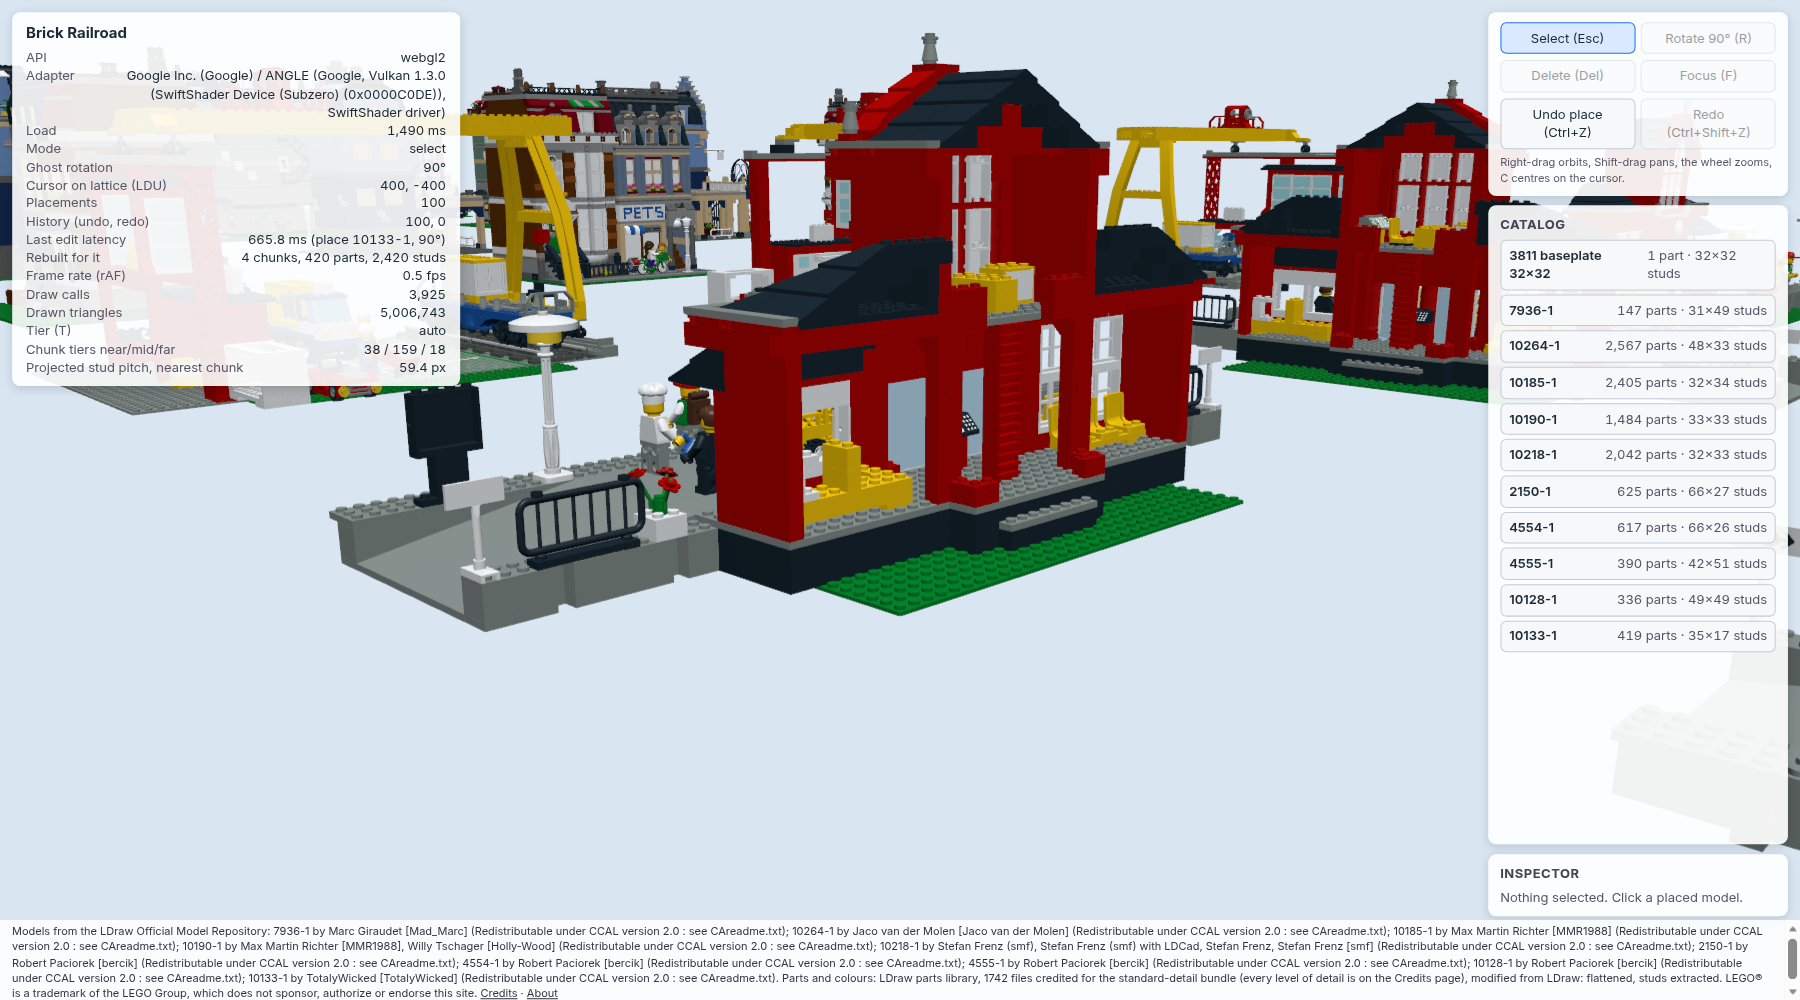 Brick Railroad
API webgl2
Adapter Google Inc. (Google) / ANGLE (Google, Vulkan 1.3.0
(SwiftShader Device (Subzero) (0x0000C0DE)),
SwiftShader driver)
Load 1,490 ms
Mode select
Ghost rotation 90°
Cursor on lattice (LDU) 400, -400
Placements 100
History (undo, redo) 100, 0
Last edit latency 665.8 ms (place 10133-1, 90°)
Rebuilt for it 4 chunks, 420 parts, 2,420 studs
Frame rate (rAF) 0.5 fps
Draw calls 3,925
Drawn triangles 5,006,743
Tier (T) auto
Chunk tiers near/mid/far 38 / 159 / 18
Projected stud pitch, nearest chunk 59.4 px
PETS
Select (Esc) Rotate 90° (R)
Delete (Del) Focus (F)
Undo place (Ctrl+Z) Redo (Ctrl+Shift+Z)
Right-drag orbits, Shift-drag pans, the wheel zooms,
C centres on the cursor.
CATALOG
3811 baseplate 32×32 1 part · 32×32 studs
7936-1 147 parts · 31×49 studs
10264-1 2,567 parts · 48×33 studs
10185-1 2,405 parts · 32×34 studs
10190-1 1,484 parts · 33×33 studs
10218-1 2,042 parts · 32×33 studs
2150-1 625 parts · 66×27 studs
4554-1 617 parts · 66×26 studs
4555-1 390 parts · 42×51 studs
10128-1 336 parts · 49×49 studs
10133-1 419 parts · 35×17 studs
INSPECTOR
Nothing selected. Click a placed model.
Models from the LDraw Official Model Repository: 7936-1 by Marc Giraudet [Mad_Marc] (Redistributable under CCAL version 2.0 : see CAreadme.txt); 10264-1 by Jaco van der Molen [Jaco van der Molen] (Redistributable under CCAL version 2.0 : see CAreadme.txt); 10185-1 by Max Martin Richter [MMR1988] (Redistributable under CCAL
version 2.0 : see CAreadme.txt); 10190-1 by Max Martin Richter [MMR1988], Willy Tschager [Holly-Wood] (Redistributable under CCAL version 2.0 : see CAreadme.txt); 10218-1 by Stefan Frenz (smf), Stefan Frenz (smf) with LDCad, Stefan Frenz, Stefan Frenz [smf] (Redistributable under CCAL version 2.0 : see CAreadme.txt); 2150-1 by
Robert Paciorek [bercik] (Redistributable under CCAL version 2.0 : see CAreadme.txt); 4554-1 by Robert Paciorek [bercik] (Redistributable under CCAL version 2.0 : see CAreadme.txt); 4555-1 by Robert Paciorek [bercik] (Redistributable under CCAL version 2.0 : see CAreadme.txt); 10128-1 by Robert Paciorek [bercik] (Redistributable
under CCAL version 2.0 : see CAreadme.txt); 10133-1 by TotalyWicked [TotalyWicked] (Redistributable under CCAL version 2.0 : see CAreadme.txt). Parts and colours: LDraw parts library, 1742 files credited for the standard-detail bundle (every level of detail is on the Credits page), modified from LDraw: flattened, studs extracted. LEGO®
is a trademark of the LEGO Group, which does not sponsor, authorize or endorse this site. Credits · About